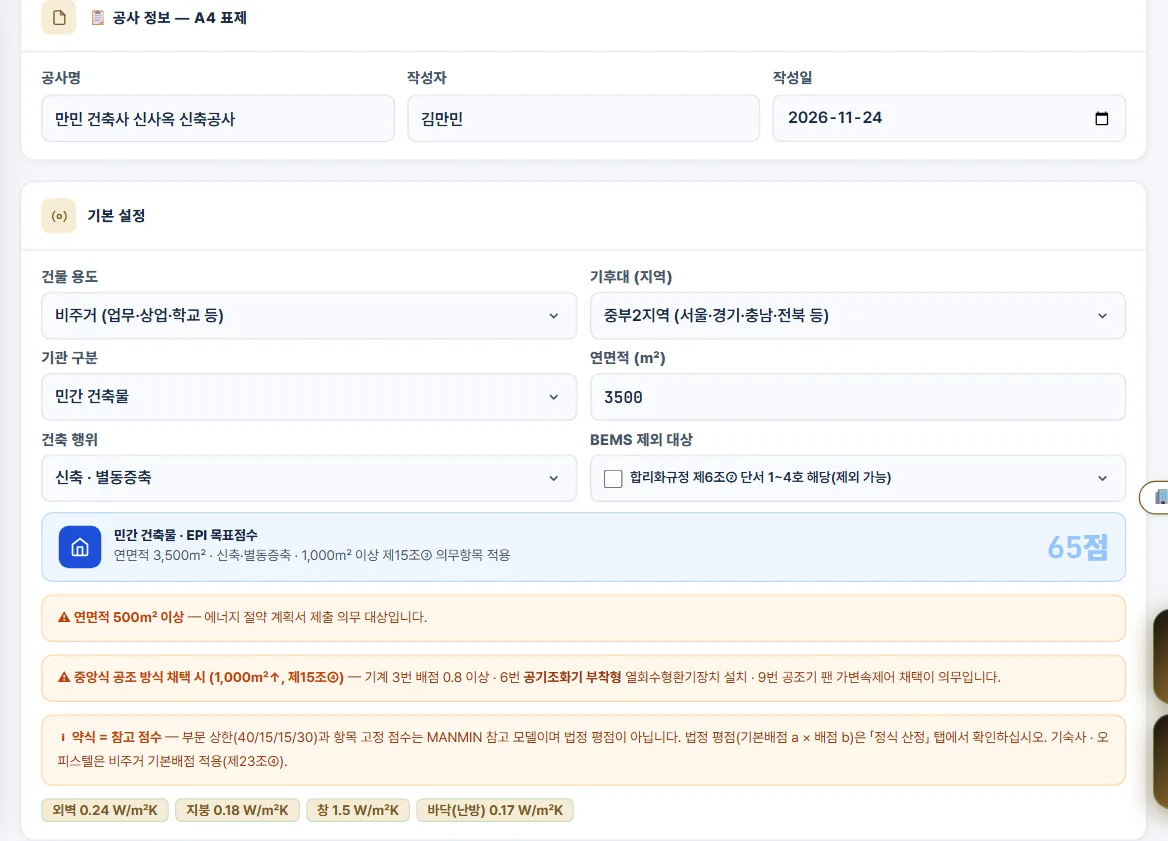 공사 정보 — A4 표제
공사명
작성자
작성일
만민 건축사 신사옥 신축공사
김만민
2026-11-24
기본 설정
건물 용도
기후대 (지역)
비주거 (업무·상업·학교 등)
중부2지역 (서울·경기·충남·전북 등)
기관 구분
연면적 (m²)
민간 건축물
3500
건축 행위
BEMS 제외 대상
신축 · 별동증축
합리화규정 제6조② 단서 1~4호 해당(제외 가능)
민간 건축물 · EPI 목표점수
연면적 3,500m² · 신축·별동증축 · 1,000m² 이상 제15조③ 의무항목 적용
65점
⚠ 연면적 500m² 이상 — 에너지 절약 계획서 제출 의무 대상입니다.
⚠ 중앙식 공조 방식 채택 시 (1,000m²↑, 제15조④) — 기계 3번 배점 0.8 이상 · 6번 공기조화기 부착형 열회수형환기장치 설치 · 9번 공조기 팬 가변속제어 채택이 의무입니다.
ℹ 약식 = 참고 점수 — 부문 상한(40/15/15/30)과 항목 고정 점수는 MANMIN 참고 모델이며 법정 평점이 아닙니다. 법정 평점(기본배점 a × 배점 b)은 「정식 산정」 탭에서 확인하십시오. 기숙사 · 오
피스텔은 비주거 기본배점 적용(제23조④).
외벽 0.24 W/m²K
지붕 0.18 W/m²K
창 1.5 W/m²K
바닥(난방) 0.17 W/m²K